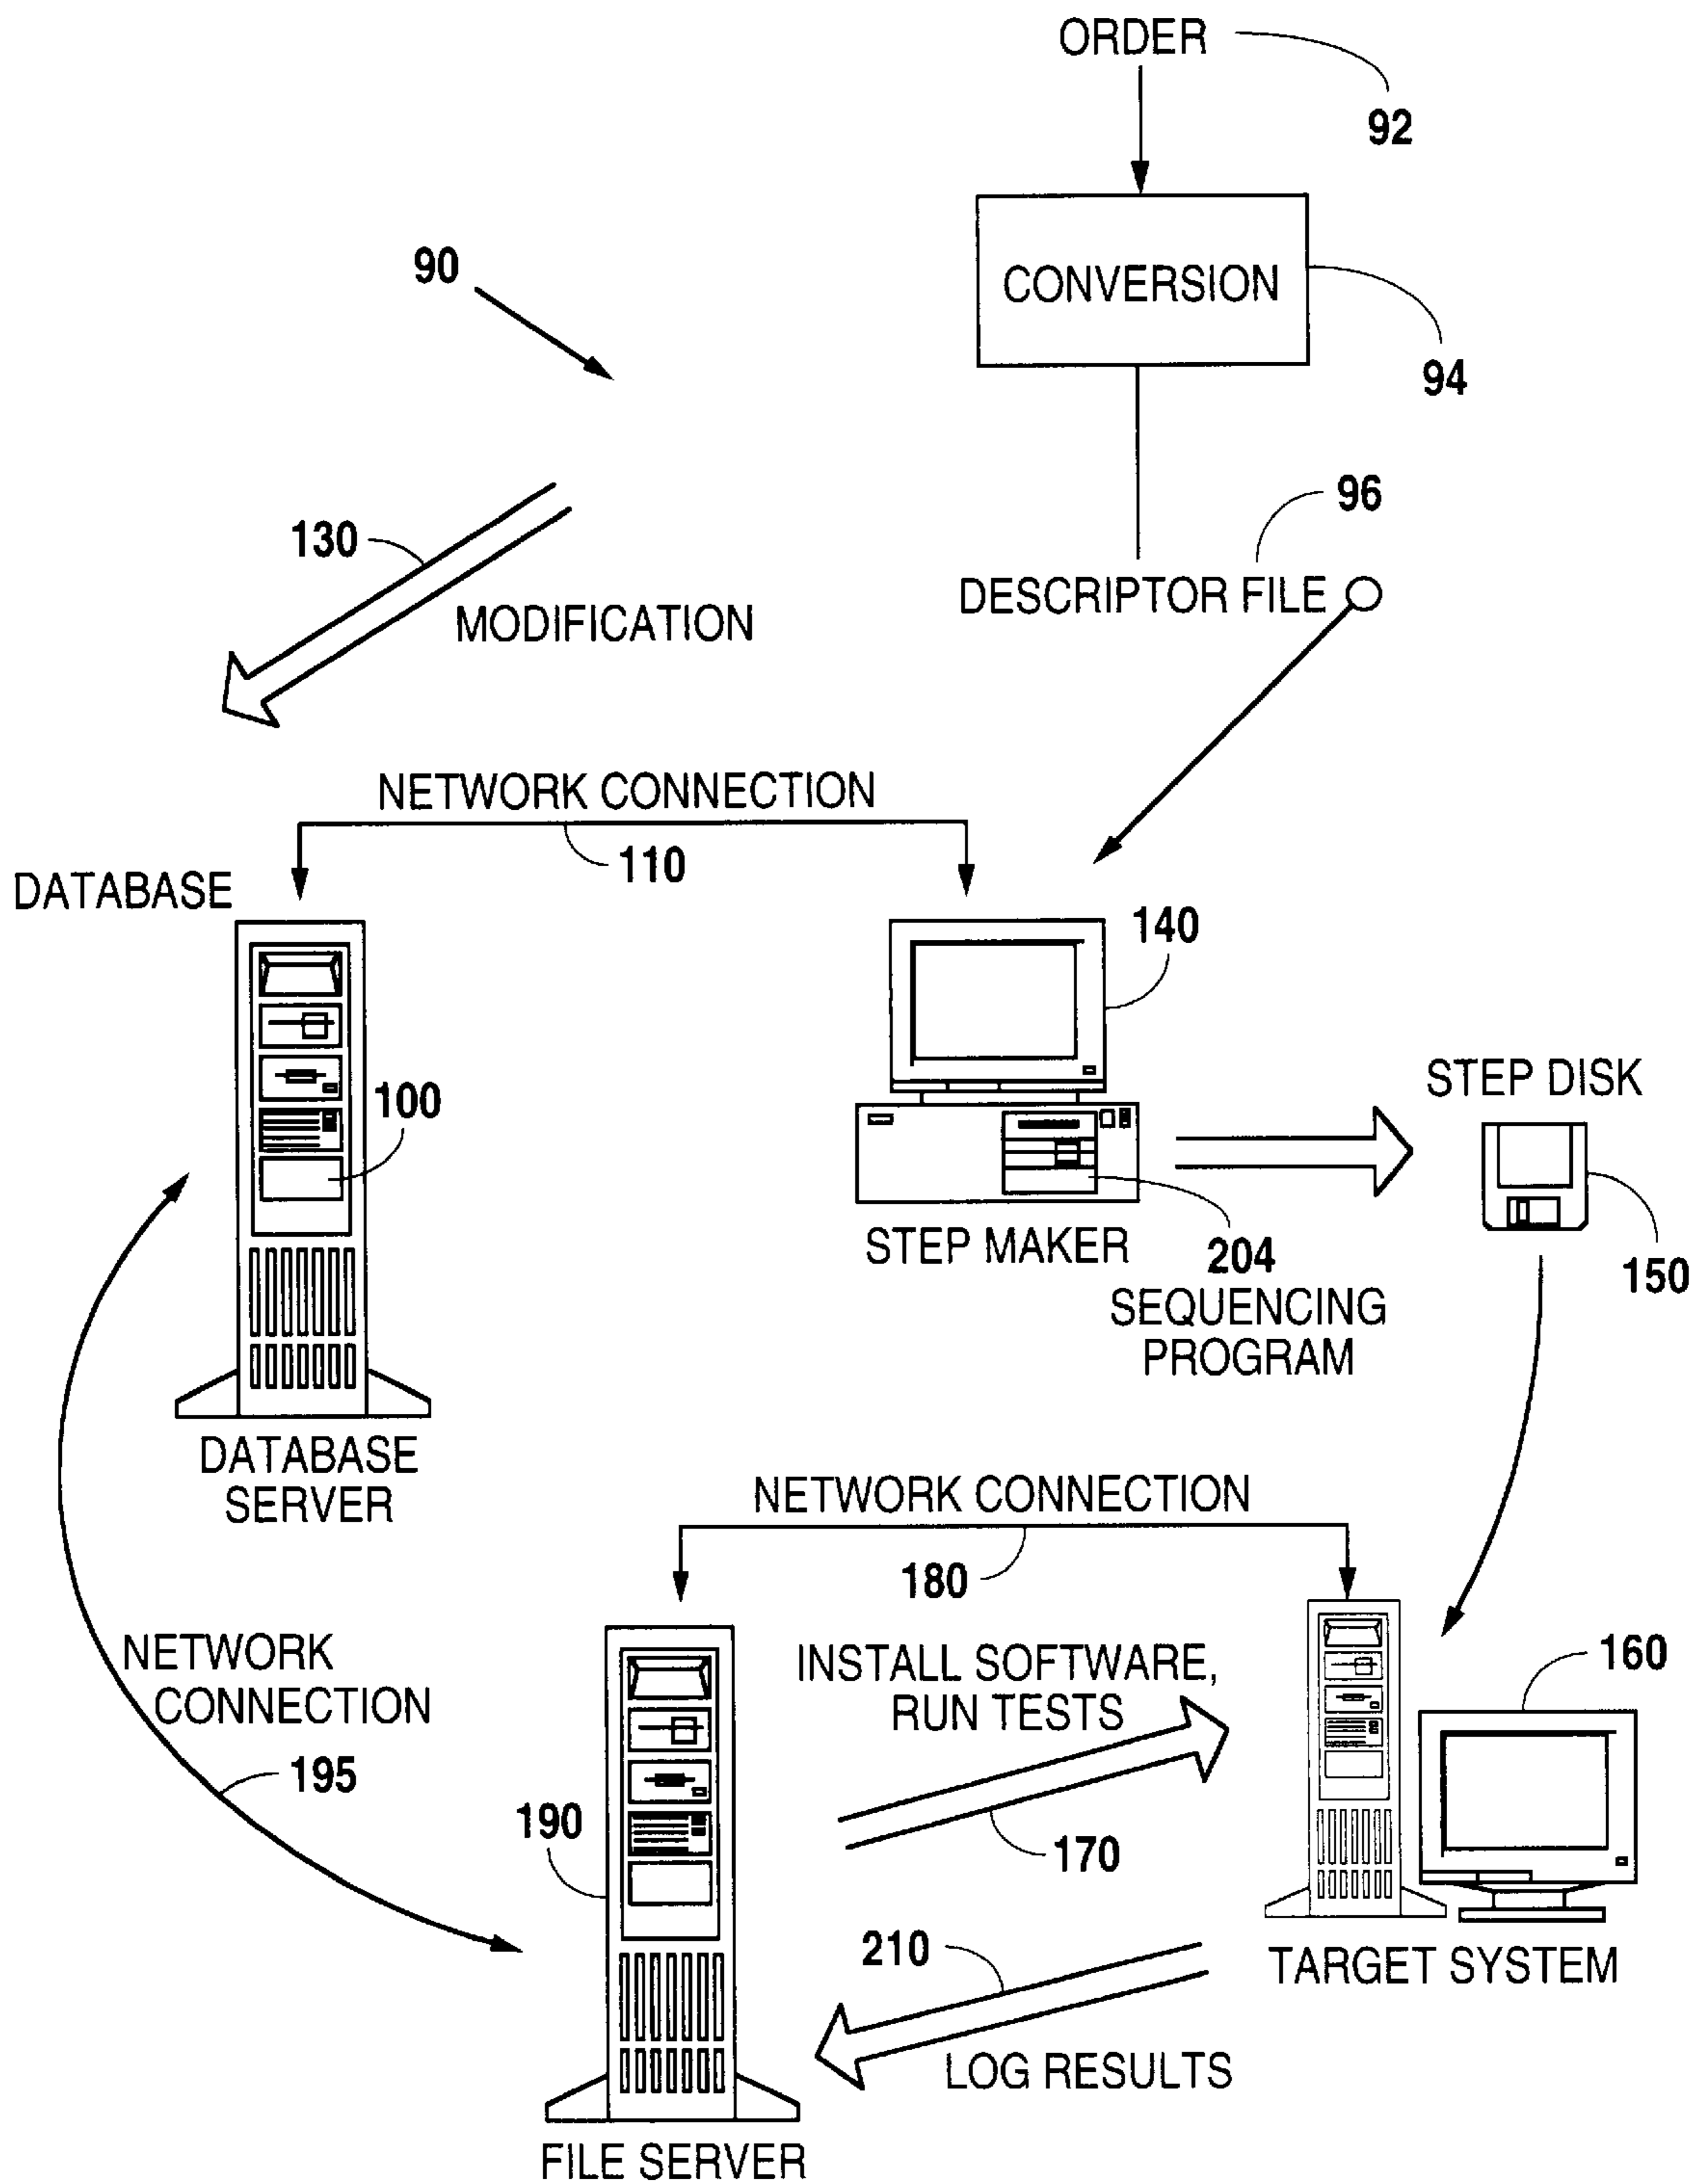 ORDER
92
CONVERSION
94
90
96
DESCRIPTOR FILE
130
MODIFICATION
NETWORK CONNECTION
110
DATABASE
140
100
STEP DISK
150
STEP MAKER
204
SEQUENCING
PROGRAM
DATABASE
SERVER
NETWORK CONNECTION
180
NETWORK
CONNECTION
195
INSTALL SOFTWARE,
RUN TESTS
160
170
190
210
TARGET SYSTEM
LOG RESULTS
FILE SERVER